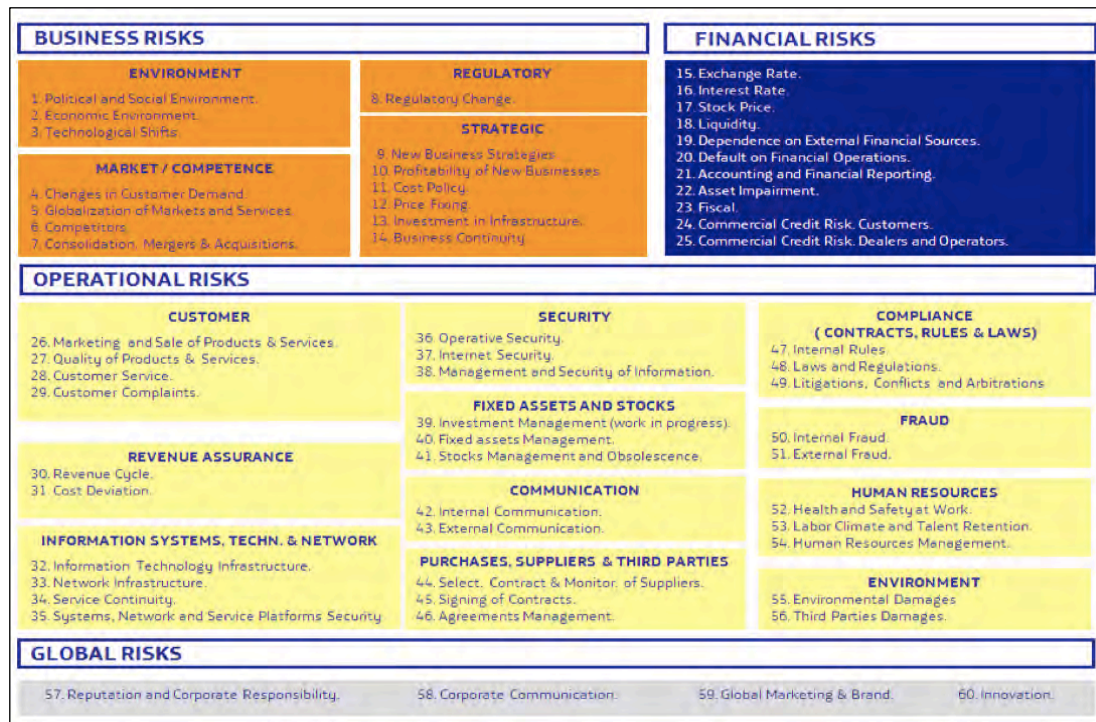 BUSINESS RISKS
ENVIRONMENT
1. Political and Social Environment.
2. Economic Environment.
3. Technological Shifts.
MARKET / COMPETENCE
4. Changes in Customer Demand.
5. Globalization of Markets and Services.
6. Competitors.
7. Consolidation, Mergers & Acquisitions.
REGULATORY
8. Regulatory Change.
STRATEGIC
9. New Business Strategies
10. Profitability of New Businesses.
11. Cost Policy.
12. Price Fixing.
13. Investment in Infrastructure.
14. Business Continuity
FINANCIAL RISKS
15. Exchange Rate.
16. Interest Rate.
17. Stock Price.
18. Liquidity.
19. Dependence on External Financial Sources.
20. Default on Financial Operations.
21. Accounting and Financial Reporting.
22. Asset Impairment.
23. Fiscal.
24. Commercial Credit Risk. Customers.
25. Commercial Credit Risk. Dealers and Operators.
OPERATIONAL RISKS
CUSTOMER
26. Marketing and Sale of Products & Services.
27. Quality of Products & Services.
28. Customer Service.
29. Customer Complaints.
REVENUE ASSURANCE
30. Revenue Cycle.
31. Cost Deviation.
INFORMATION SYSTEMS, TECHN. & NETWORK
32. Information Technology Infrastructure.
33. Network Infrastructure.
34. Service Continuity.
35. Systems, Network and Service Platforms Security
SECURITY
36. Operative Security.
37. Internet Security.
38. Management and Security of Information.
FIXED ASSETS AND STOCKS
39. Investment Management (work in progress).
40. Fixed assets Management.
41. Stocks Management and Obsolescence.
COMMUNICATION
42. Internal Communication.
43. External Communication.
PURCHASES, SUPPLIERS & THIRD PARTIES
44. Select. Contract & Monitor. of Suppliers.
45. Signing of Contracts.
46. Agreements Management.
COMPLIANCE
( CONTRACTS, RULES & LAWS)
47. Internal Rules.
48. Laws and Regulations.
49. Litigations, Conflicts and Arbitrations
FRAUD
50. Internal Fraud.
51. External Fraud.
HUMAN RESOURCES
52. Health and Safety at Work.
53. Labor Climate and Talent Retention.
54. Human Resources Management.
ENVIRONMENT
55. Environmental Damages
56. Third Parties Damages.
GLOBAL RISKS
57. Reputation and Corporate Responsibility.
58. Corporate Communication.
59. Global Marketing & Brand.
60. Innovation.